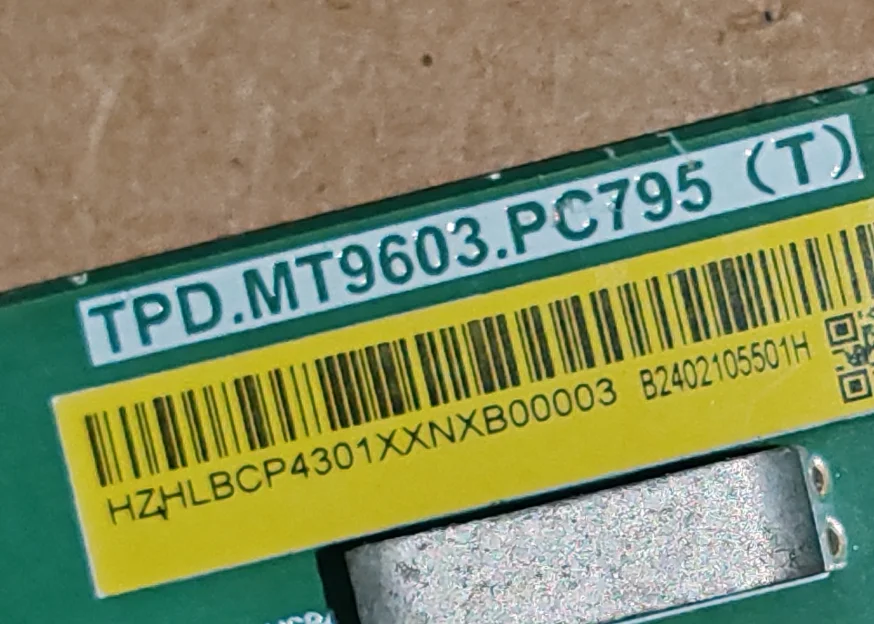 TPD.MT9603.PC795 (T)
HZHLBCP4301XXNXB00003 B2402105501H